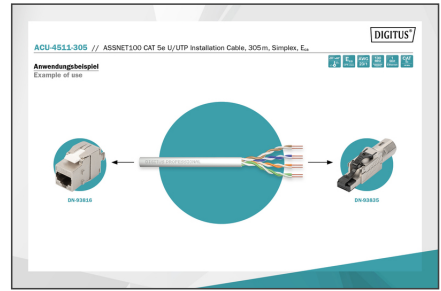 DIGITUS®
ACU-4511-305 // ASSNET100 CAT 5e U/UTP Installation Cable, 305 m, Simplex, Eca
Anwendungsbeispiel
Example of use
DN-93816
DN-93835